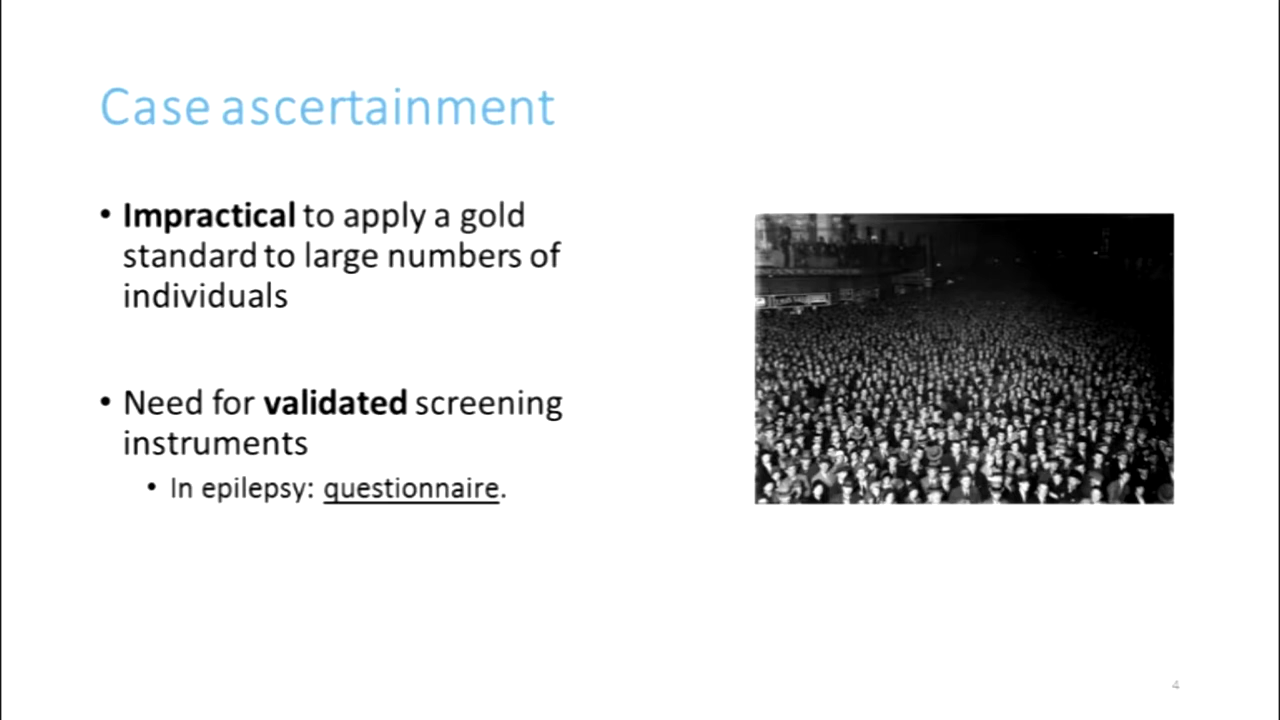 Case ascertainment
• Impractical to apply a gold
standard to large numbers of
individuals
• Need for validated screening
instruments
• In epilepsy: questionnaire.
4